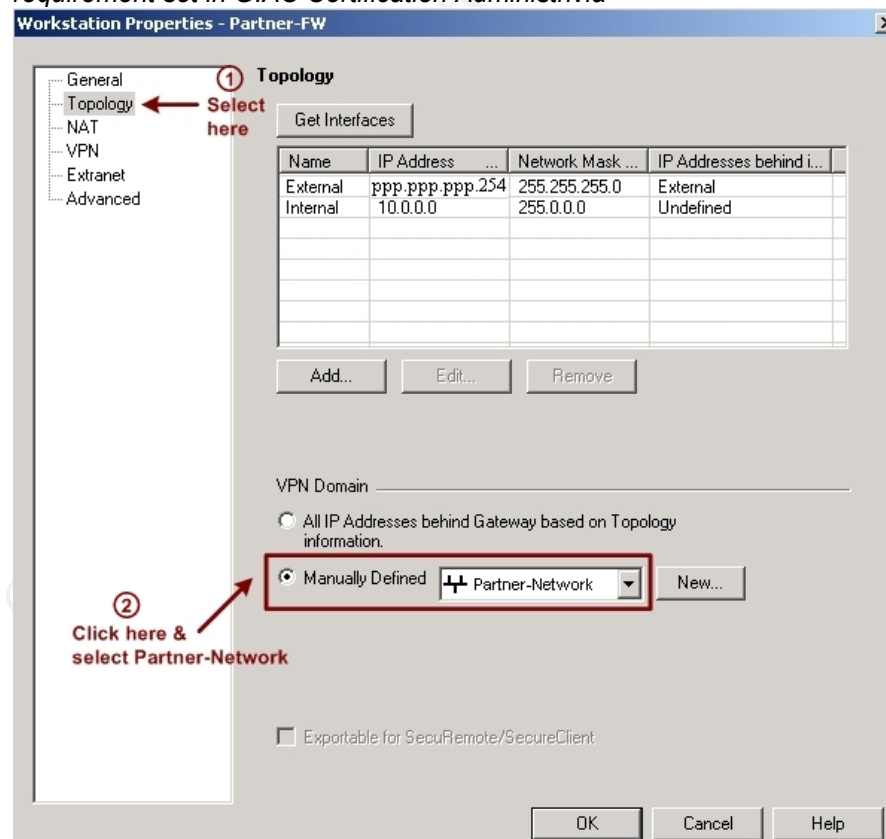 requirement set in GIAC Certification Administrivia
Workstation Properties - Partner-FW
General
Topology
NAT
VPN
Extranet
Advanced
① Select here
Topology
Get Interfaces
Name IP Address ... Network Mask ... IP Addresses behind i...
External ppp.ppp.ppp.254 255.255.255.0 External
Internal 10.0.0.0 255.0.0.0 Undefined
Add... Edit... Remove
VPN Domain
All IP Addresses behind Gateway based on Topology
information.
Manually Defined Partner-Network New...
②
Click here &
select Partner-Network
Exportable for SecuRemote/SecureClient
OK Cancel Help